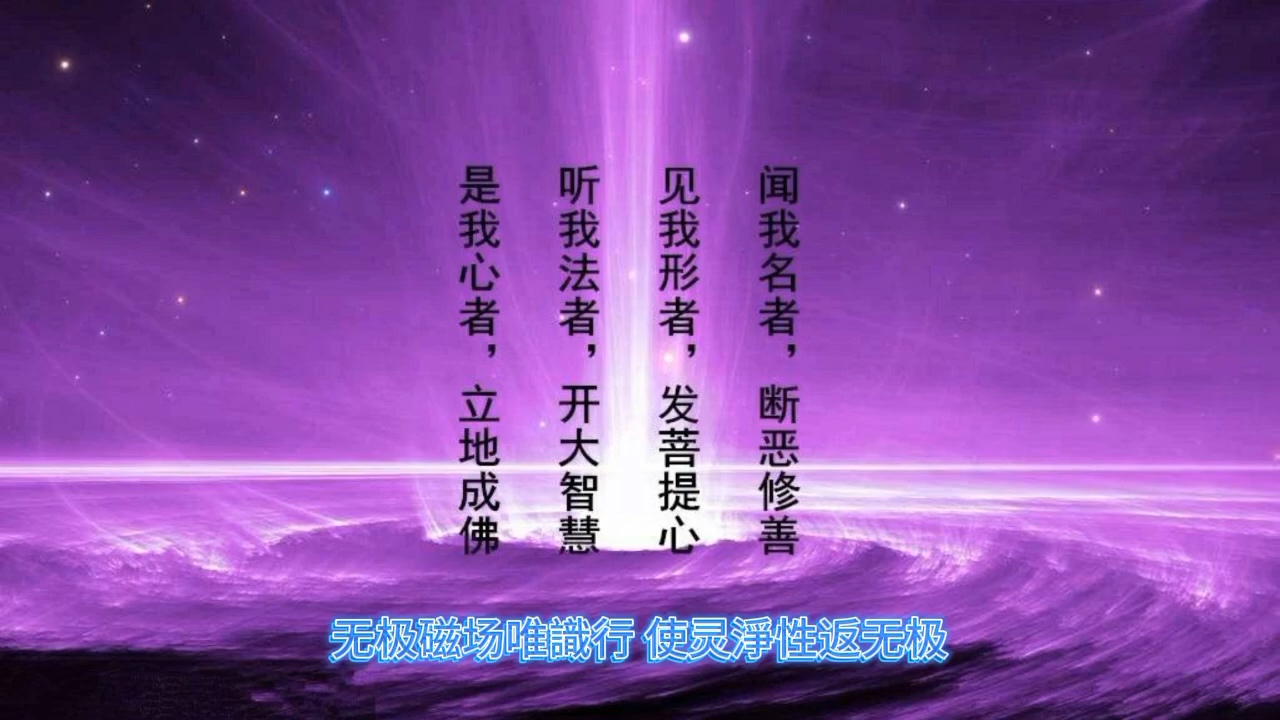 闻我名者，断恶修善
见我形者，发菩提心
听我法者，开大智慧
是我心者，立地成佛
无极磁场唯識行 使灵淨性返无极